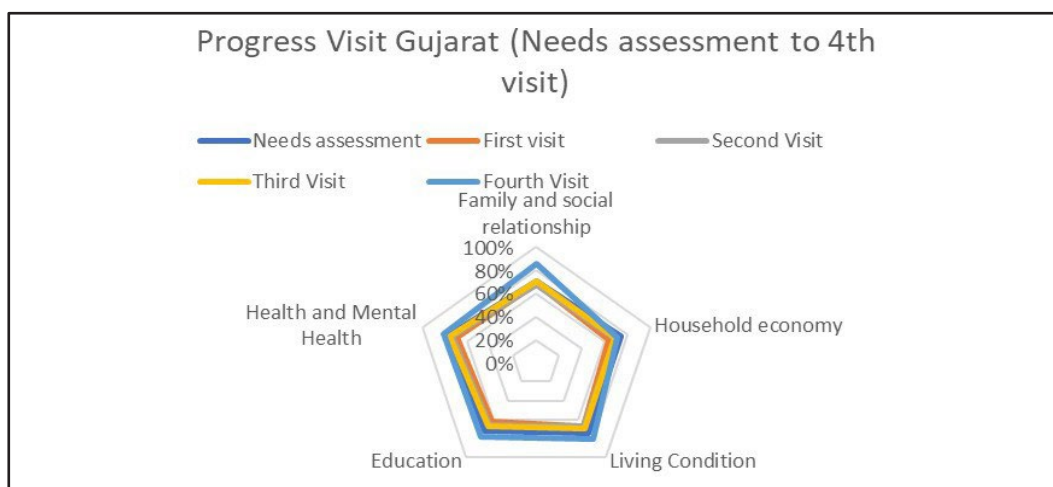 Progress Visit Gujarat (Needs assessment to 4th
visit)
Needs assessment
First visit
Second Visit
Third Visit
Fourth Visit
Family and social
relationship
100%
80%
60%
40%
20%
0%
Household economy
Living Condition
Education
Health and Mental
Health